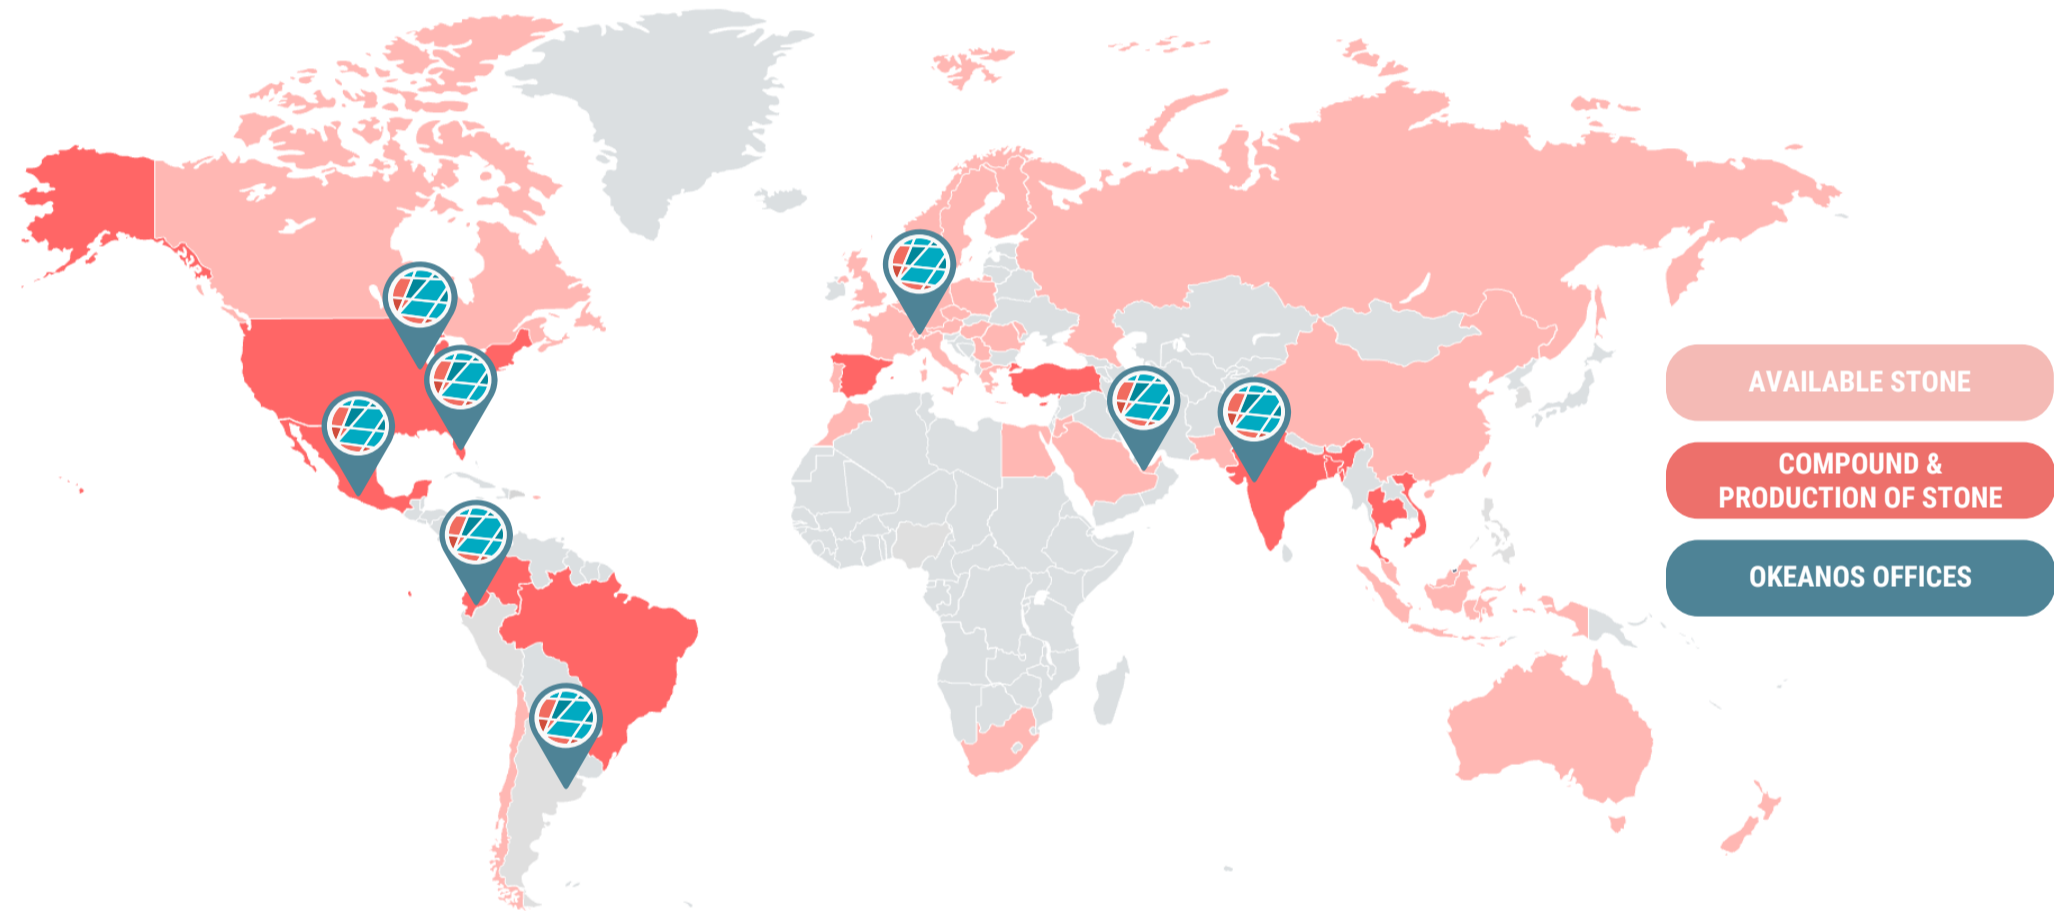 AVAILABLE STONE
COMPOUND &
PRODUCTION OF STONE
OKEANOS OFFICES